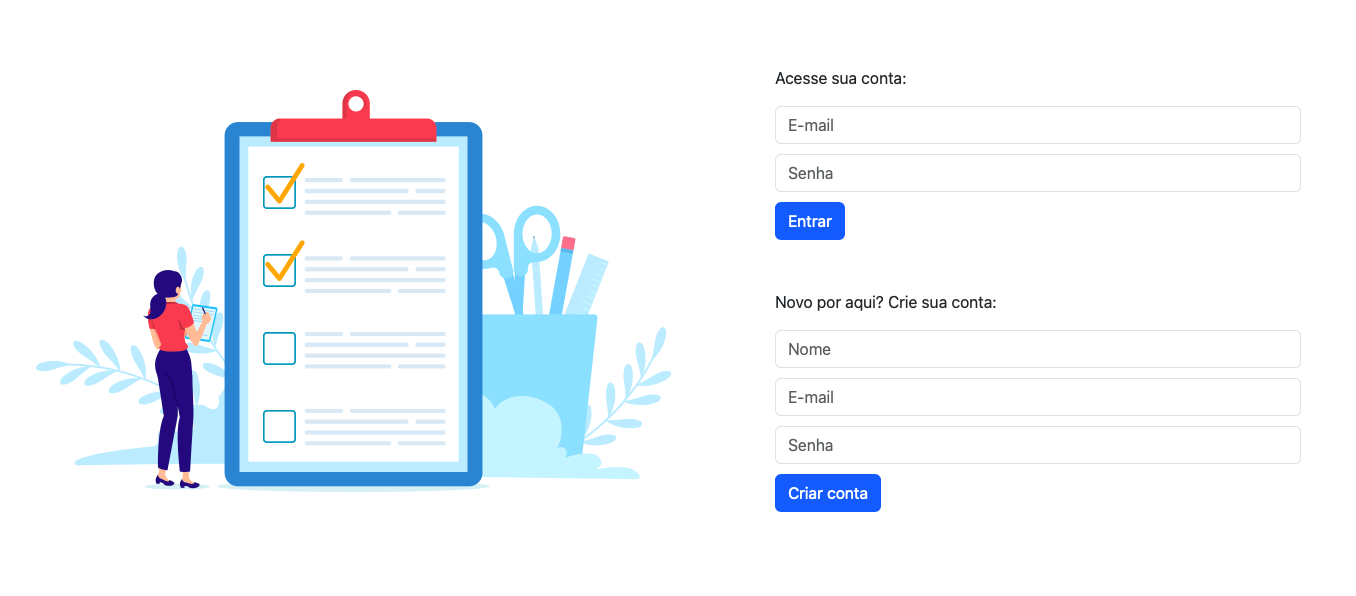 Acesse sua conta:
E-mail
Senha
Entrar
Novo por aqui? Crie sua conta:
Nome
E-mail
Senha
Criar conta